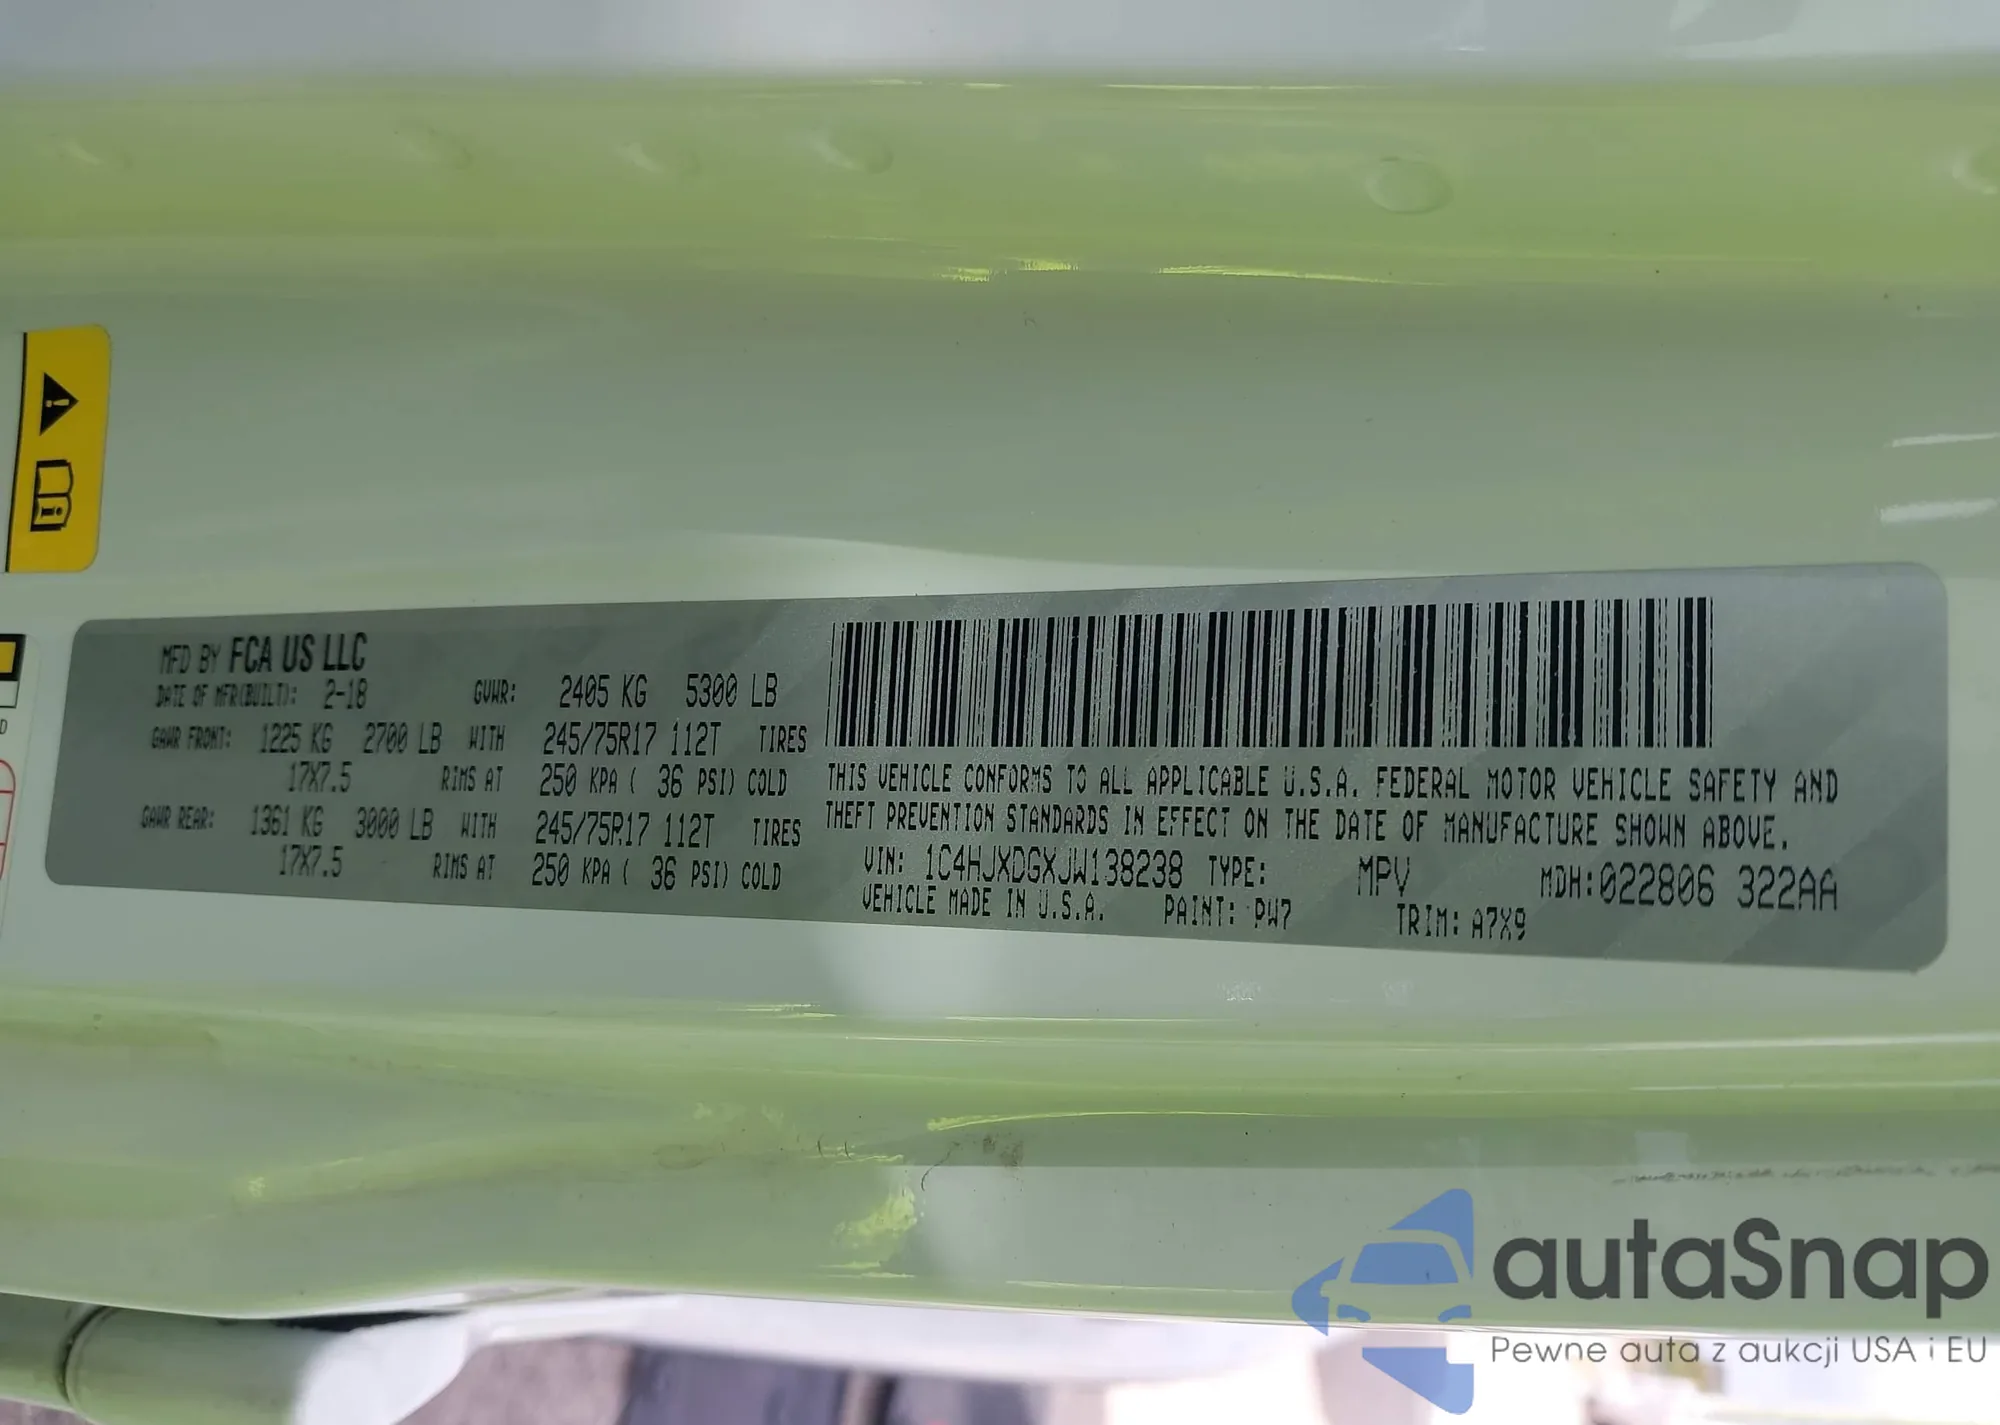 MFD BY FCA US LLC
DATE OF MFR(BUILT): 2-18 GVWR: 2405 KG 5300 LB
GAWR FRONT: 1225 KG 2700 LB WITH 245/75R17 112T TIRES
17X7.5 RIMS AT 250 KPA ( 36 PSI) COLD
GAWR REAR: 1361 KG 3000 LB WITH 245/75R17 112T TIRES
17X7.5 RIMS AT 250 KPA ( 36 PSI) COLD
THIS VEHICLE CONFORMS TO ALL APPLICABLE U.S.A. FEDERAL MOTOR VEHICLE SAFETY AND
THEFT PREVENTION STANDARDS IN EFFECT ON THE DATE OF MANUFACTURE SHOWN ABOVE.
VIN: 1C4HJXDGXJW138238 TYPE: MPV MDH:022806 322AA
VEHICLE MADE IN U.S.A. PAINT: PW7 TRIM: A7X9
autaSnap
Pewne auta z aukcji USA i EU